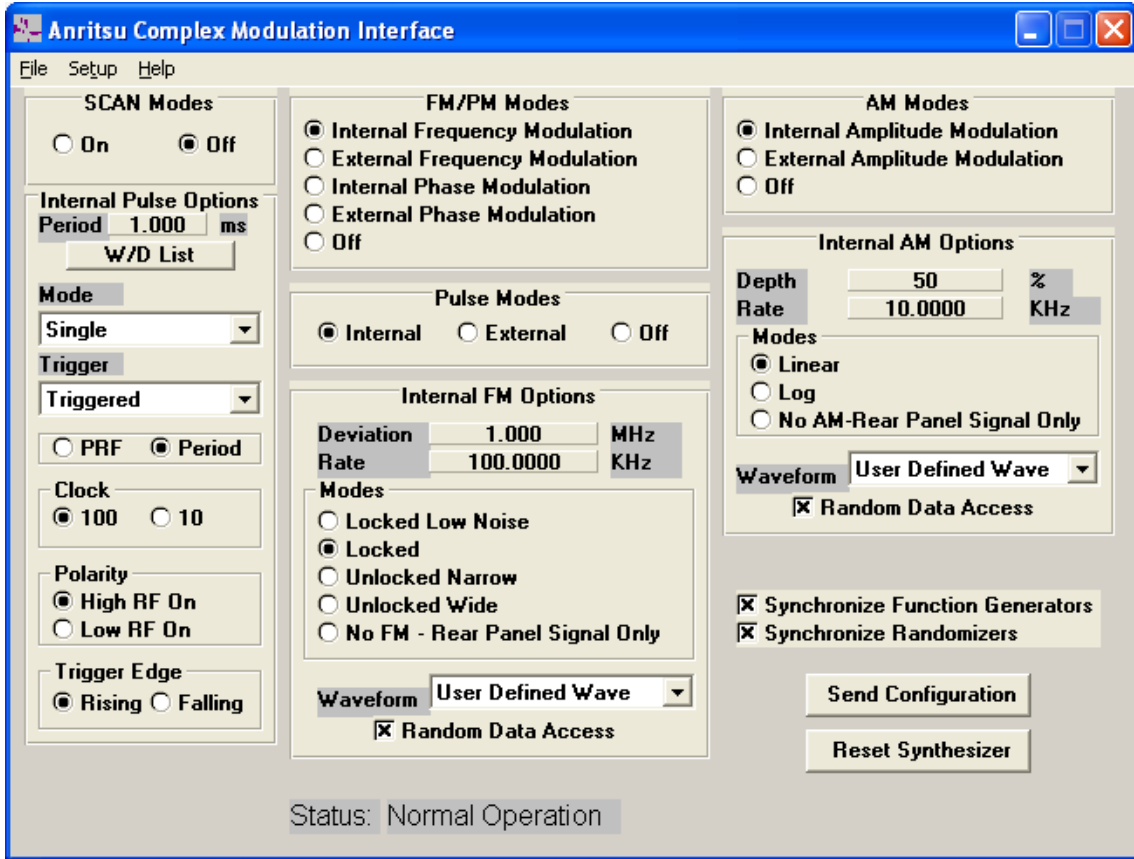 Anritsu Complex Modulation Interface
File Setup Help
SCAN Modes
On Off
Internal Pulse Options
Period 1.000 ms
W/D List
Mode
Single
Trigger
Triggered
PRF Period
Clock
100 10
Polarity
High RF On
Low RF On
Trigger Edge
Rising Falling
FM/PM Modes
Internal Frequency Modulation
External Frequency Modulation
Internal Phase Modulation
External Phase Modulation
Off
Pulse Modes
Internal External Off
Internal FM Options
Deviation 1.000 MHz
Rate 100.0000 KHz
Modes
Locked Low Noise
Locked
Unlocked Narrow
Unlocked Wide
No FM - Rear Panel Signal Only
Waveform User Defined Wave
Random Data Access
AM Modes
Internal Amplitude Modulation
External Amplitude Modulation
Off
Internal AM Options
Depth 50 %
Rate 10.0000 KHz
Modes
Linear
Log
No AM-Rear Panel Signal Only
Waveform User Defined Wave
Random Data Access
Synchronize Function Generators
Synchronize Randomizers
Send Configuration
Reset Synthesizer
Status: Normal Operation